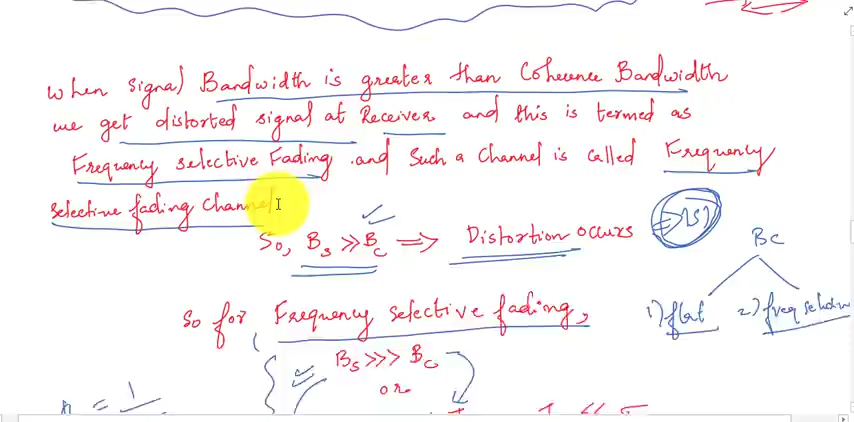 when signal Bandwidth is greater than Coherence Bandwidth
we get distorted signal at Receiver and this is termed as
Frequency selective Fading and such a channel is called Frequency
selective fading channel.
So, Bs >> Bc => Distortion occurs => ISI
Bc
1) flat 2) freq
So for Frequency selective fading,
Bs >>> Bc
or
= 1